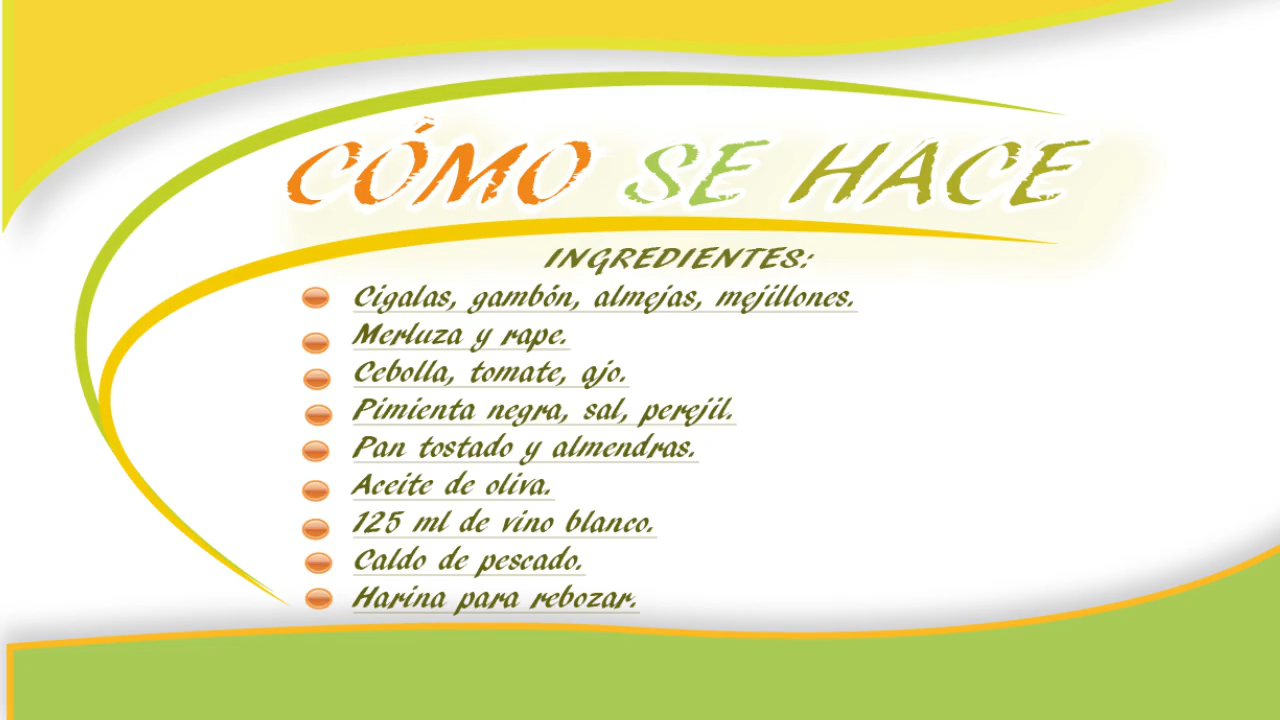 CÓMO SE HACE
INGREDIENTES:
Cigalas, gambón, almejas, mejillones.
Merluza y rape.
Cebolla, tomate, ajo.
Pimienta negra, sal, perejil.
Pan tostado y almendras.
Aceite de oliva.
125 ml de vino blanco.
Caldo de pescado.
Harina para rebozar.